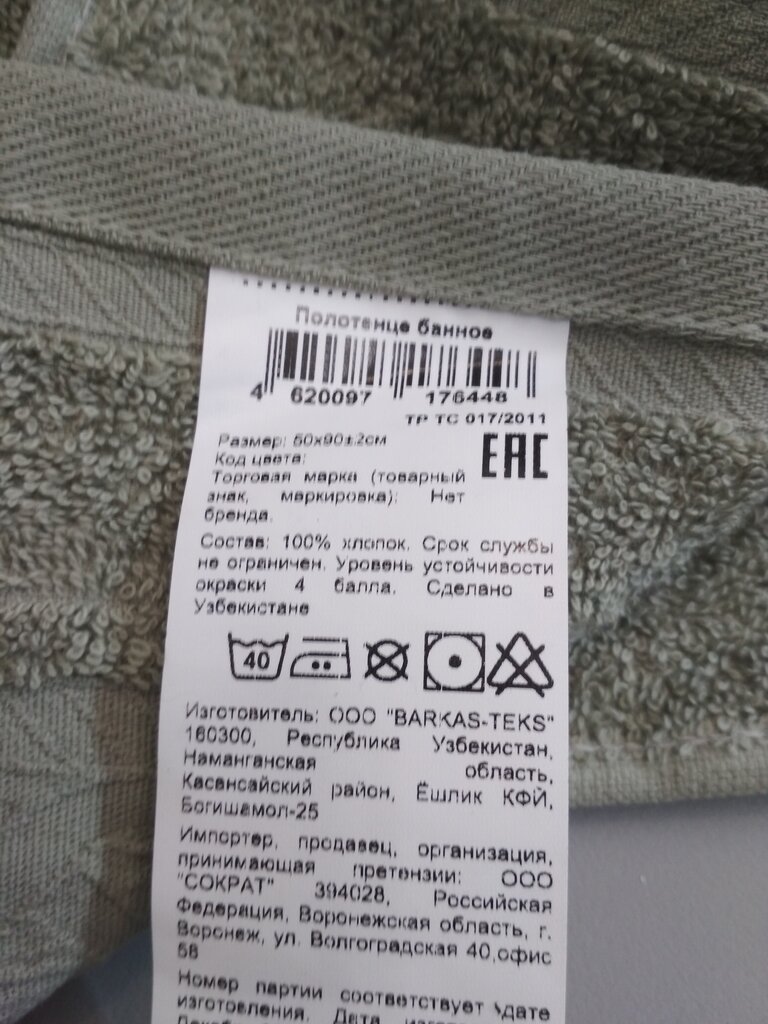 Полотенце банное
4 620097 176448
ТР ТС 017/2011
Размер: 50х90±2см
EAC
Код цвета:
Торговая марка (товарный
знак, маркировка): Нет
бренда.
Состав: 100% хлопок. Срок службы
не ограничен. Уровень устойчивости
окраски 4 балла. Сделано в
Узбекистане
40
Изготовитель: ООО "BARKAS-TEKS"
160300, Республика Узбекистан,
Наманганская область,
Касансайский район, Ёшлик КФЙ,
Богишамол-25
Импортер, продавец, организация,
принимающая претензии: ООО
"СОКРАТ" 394028, Российская
Федерация, Воронежская область, г.
Воронеж, ул. Волгоградская 40,офис
58
Номер партии соответствует дате
изготовления. Дата